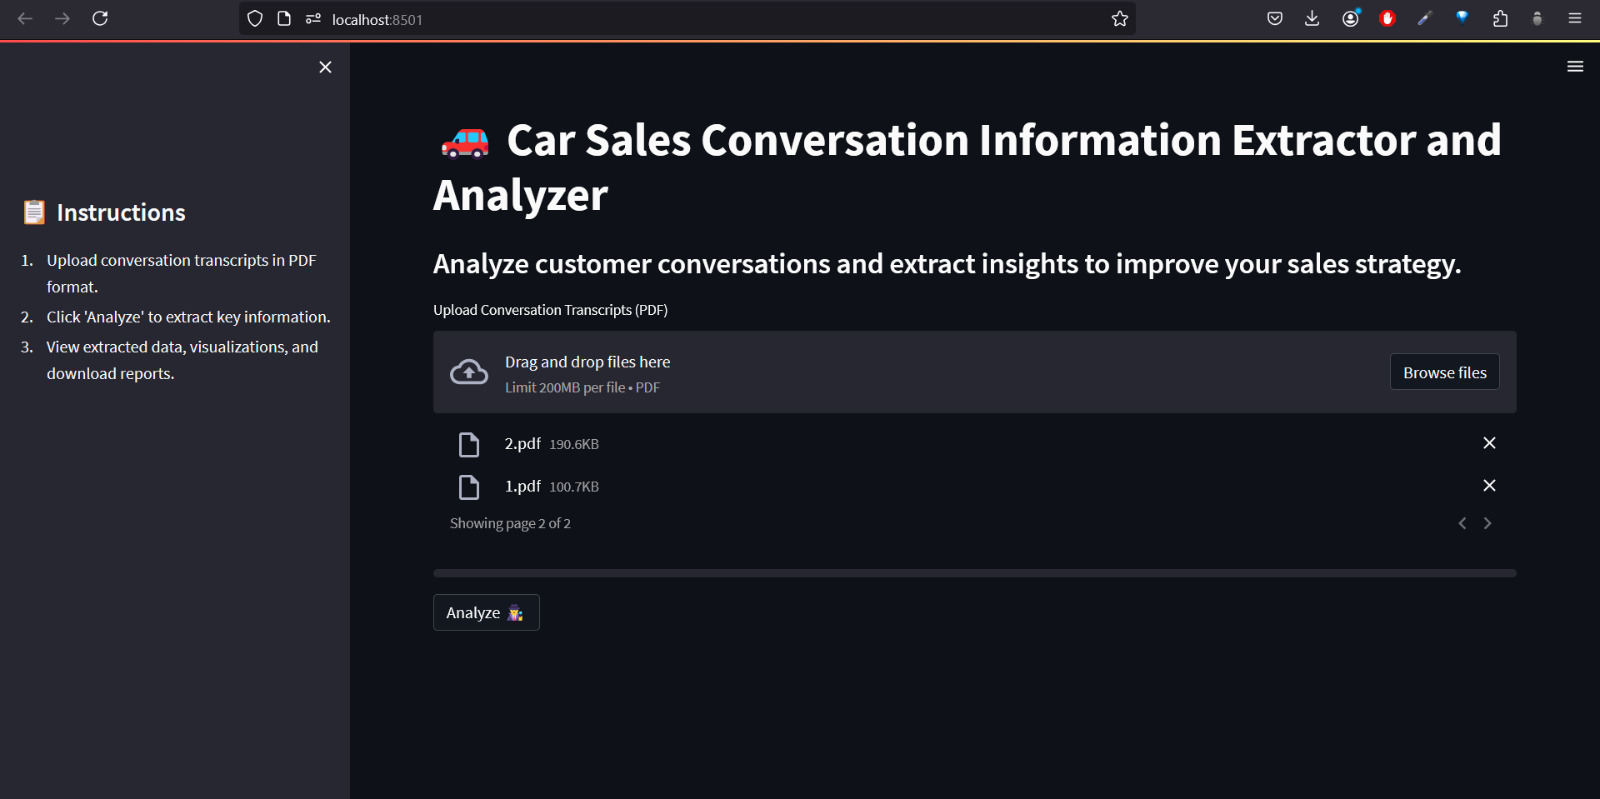 localhost:8501
Instructions
1. Upload conversation transcripts in PDF
format.
2. Click 'Analyze' to extract key information.
3. View extracted data, visualizations, and
download reports.
Car Sales Conversation Information Extractor and
Analyzer
Analyze customer conversations and extract insights to improve your sales strategy.
Upload Conversation Transcripts (PDF)
Drag and drop files here
Limit 200MB per file • PDF
Browse files
2.pdf 190.6KB
1.pdf 100.7KB
Showing page 2 of 2
Analyze